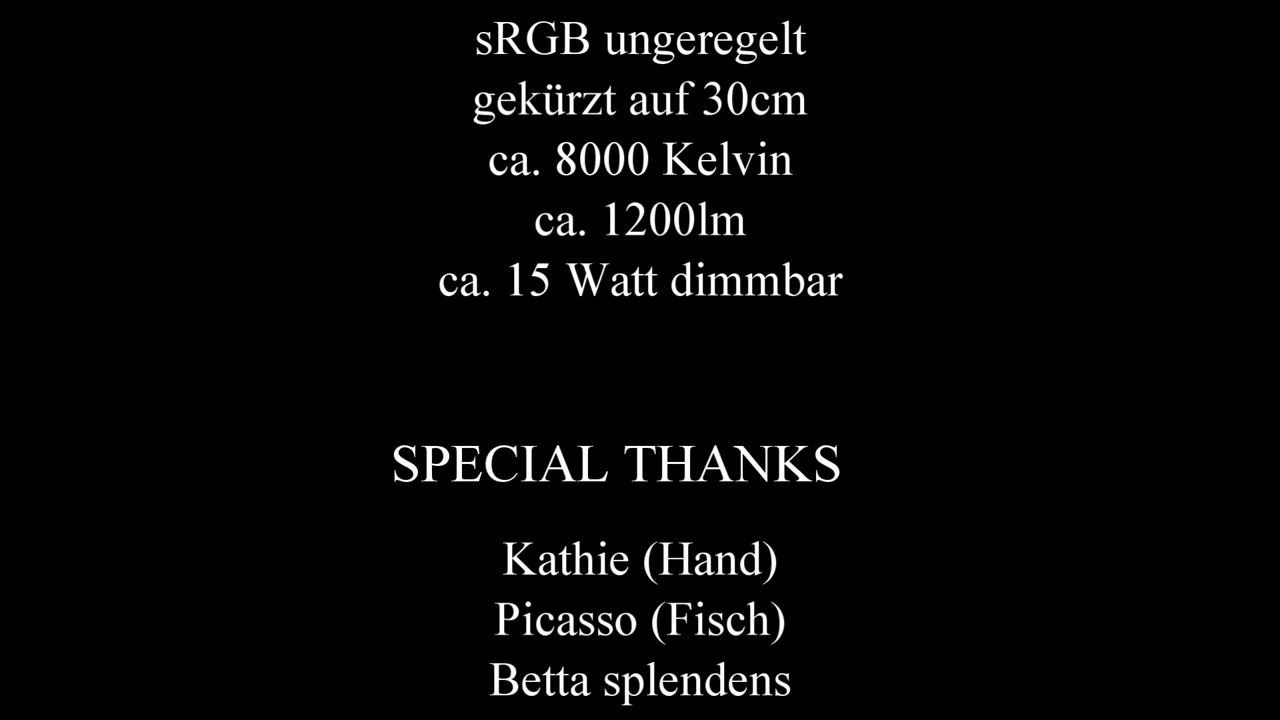 sRGB ungeregelt
gekürzt auf 30cm
ca. 8000 Kelvin
ca. 1200lm
ca. 15 Watt dimmbar
SPECIAL THANKS
Kathie (Hand)
Picasso (Fisch)
Betta splendens